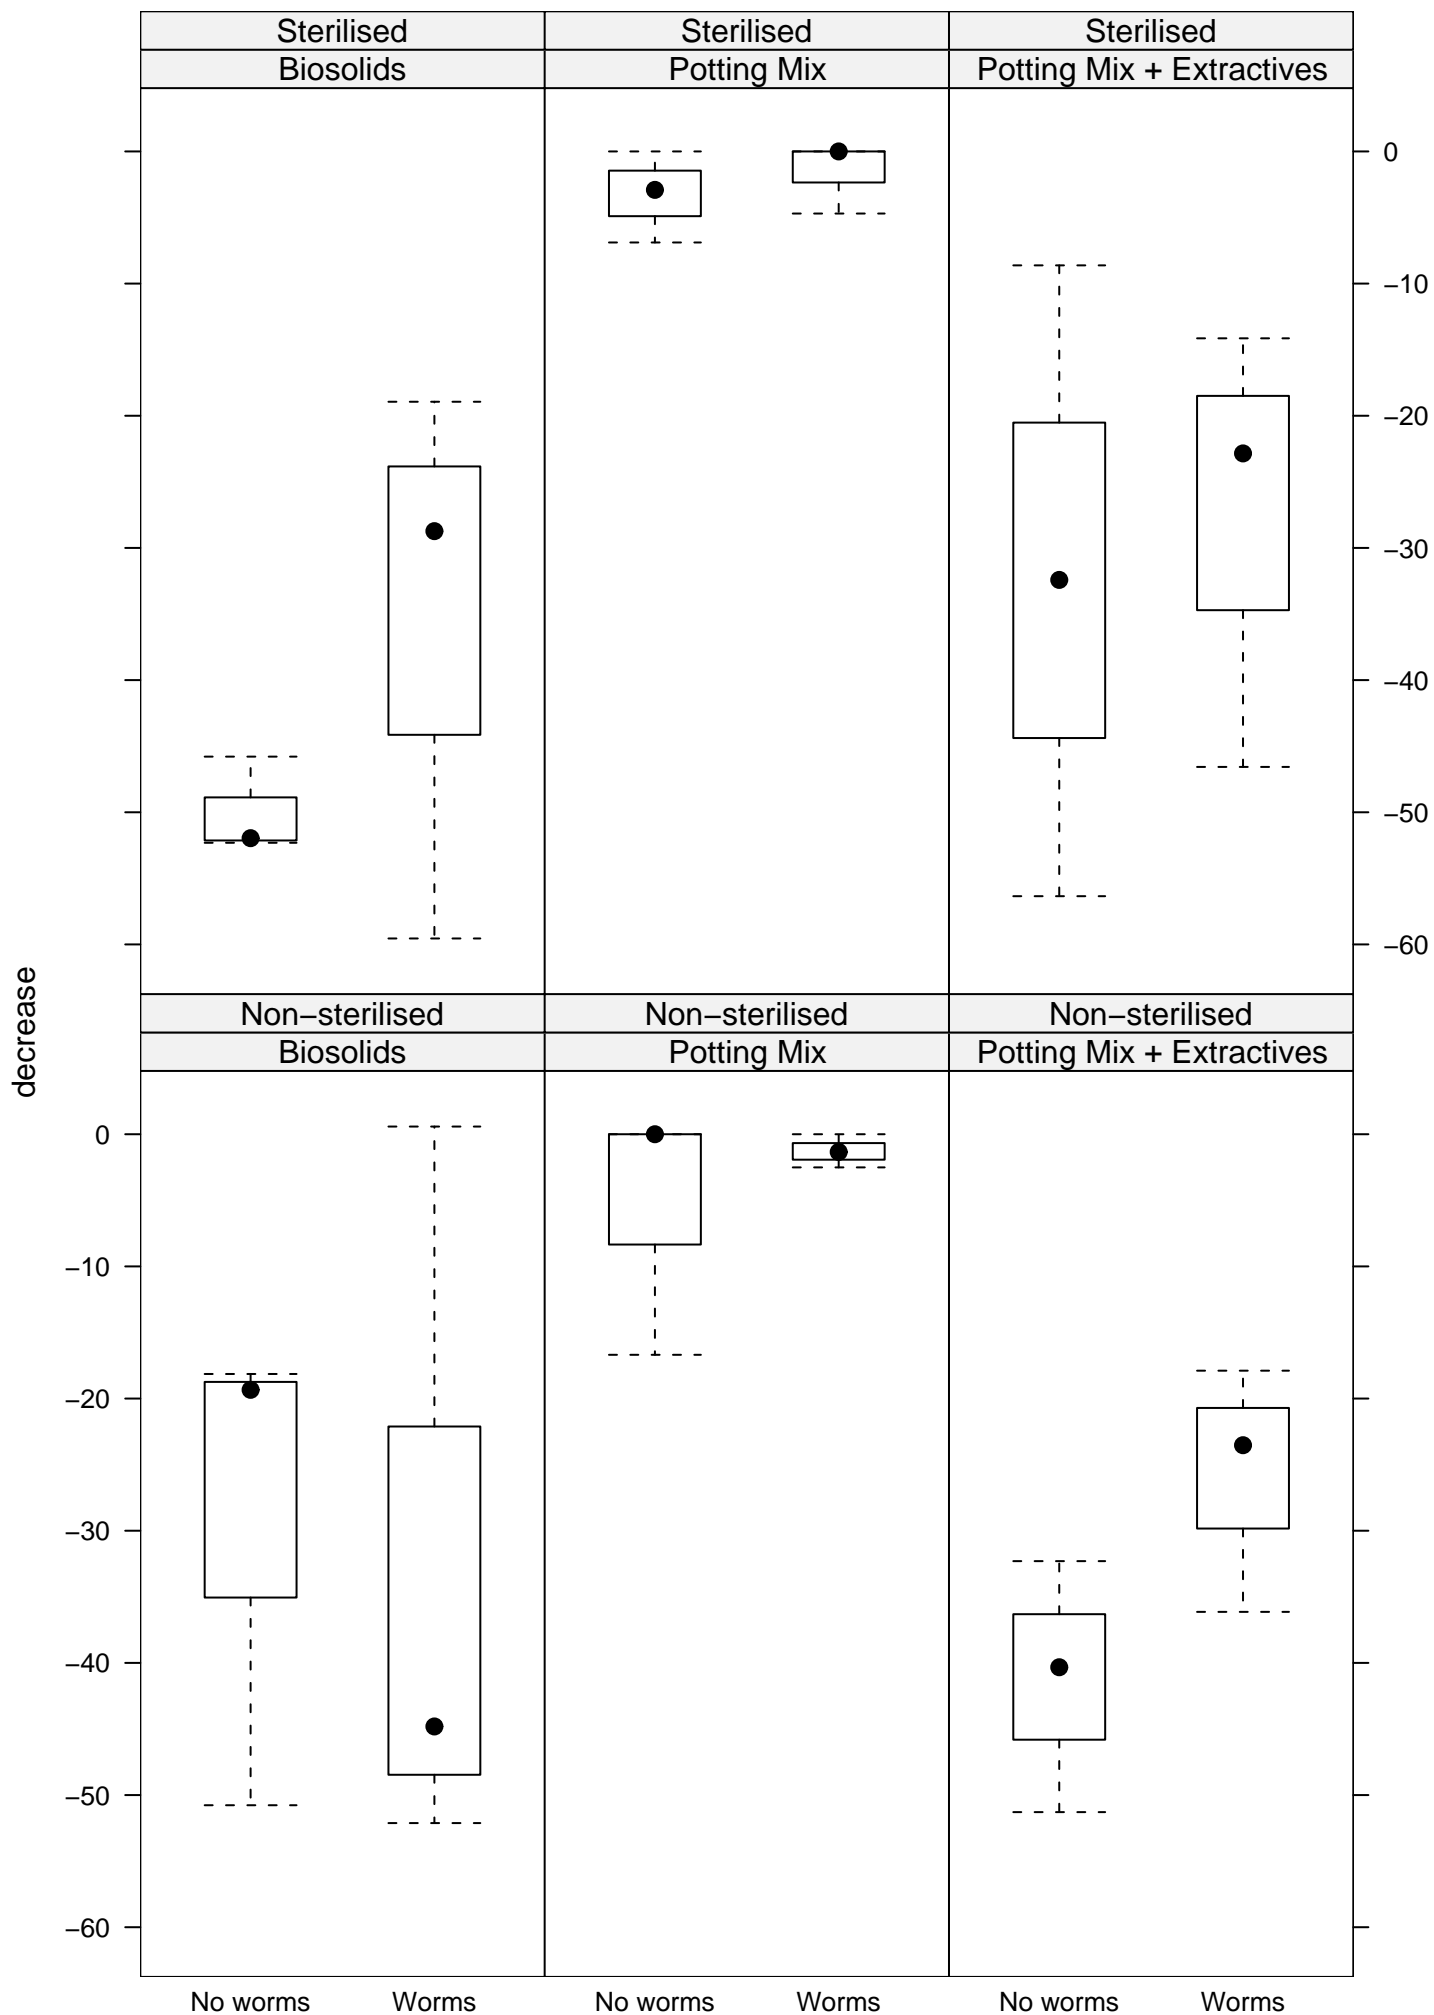 Sterilised Sterilised Sterilised
Biosolids Potting Mix Potting Mix + Extractives
0
−10
−20
−30
−40
−50
−60
decrease
Non−sterilised Non−sterilised Non−sterilised
Biosolids Potting Mix Potting Mix + Extractives
0
−10
−20
−30
−40
−50
−60
No worms Worms No worms Worms No worms Worms